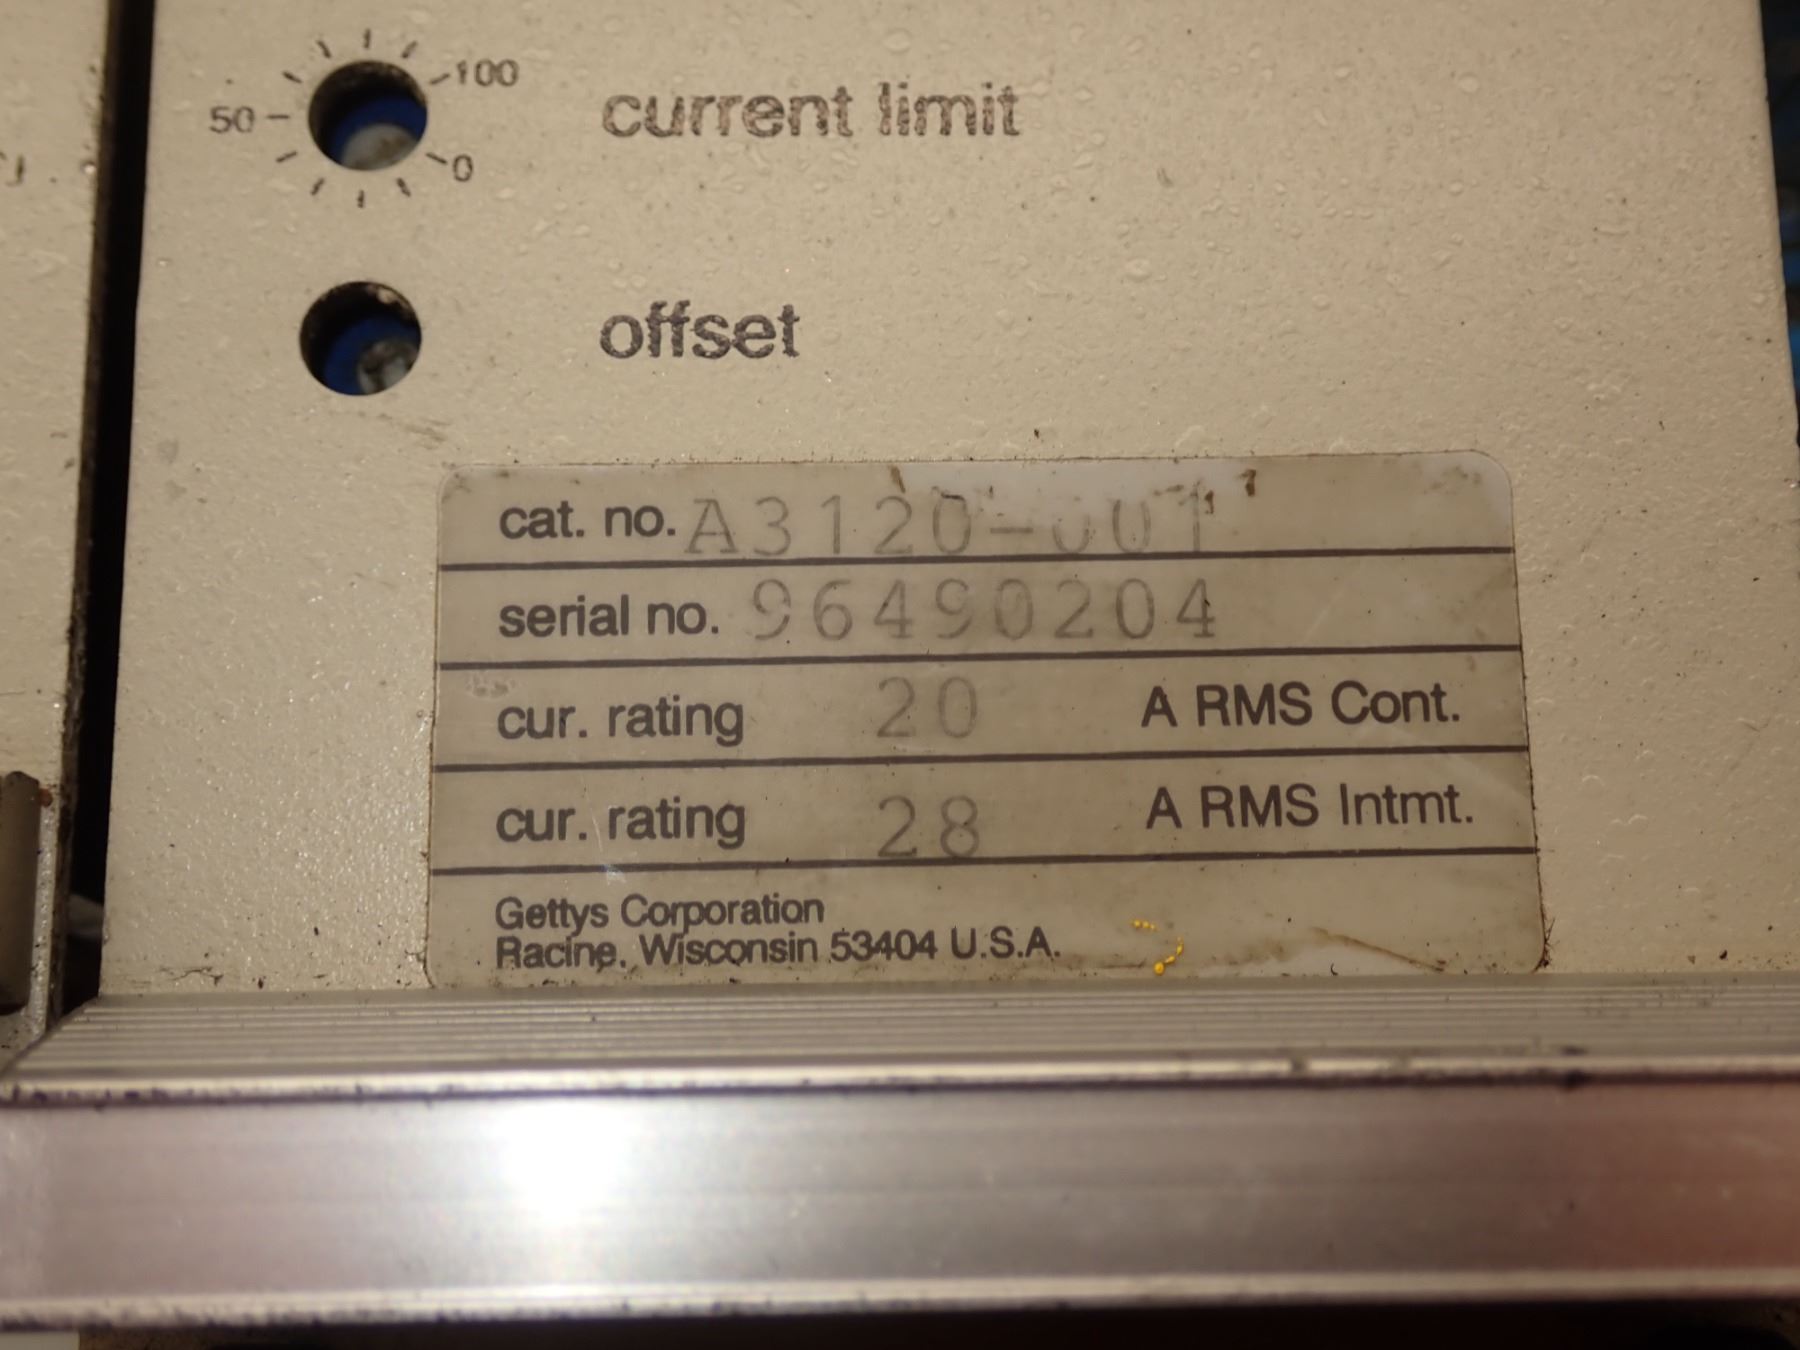 100
50
0
current limit
offset
cat. no. A3120-001
serial no. 96490204
cur. rating 20 A RMS Cont.
cur. rating 28 A RMS Intmt.
Gettys Corporation
Racine, Wisconsin 53404 U.S.A.